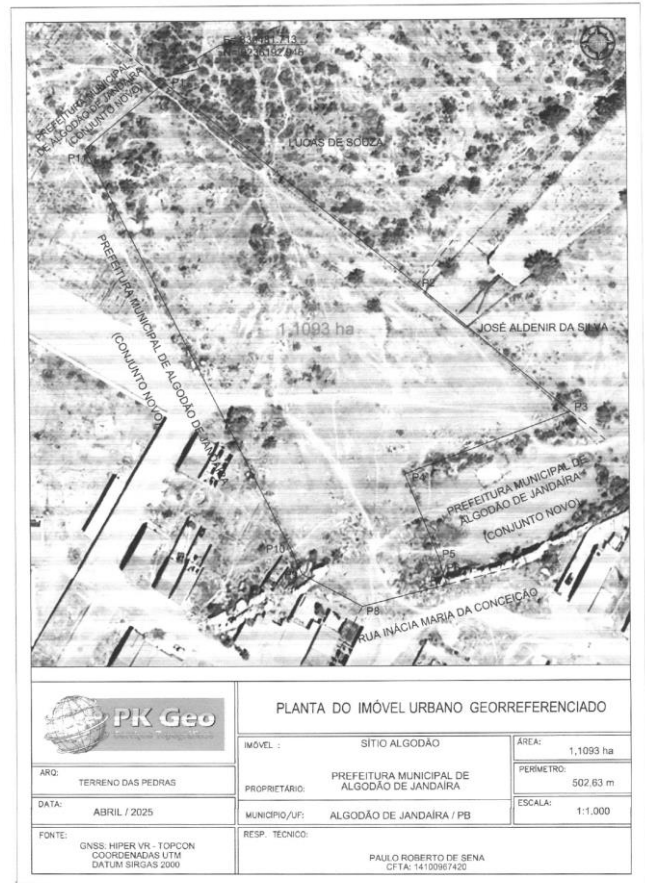 PREFEITURA MUNICIPAL
DE ALGODÃO DE JANDAÍRA
(CONJUNTO NOVO)
LUCAS DE SOUZA
P2
JOSÉ ALDENIR DA SILVA
1,1093 ha
P3
PREFEITURA MUNICIPAL DE ALGODÃO DE JANDAÍRA
(CONJUNTO NOVO)
P4
PREFEITURA MUNICIPAL DE
ALGODÃO DE JANDAÍRA
(CONJUNTO NOVO)
P10
P5
P8
RUA INÁCIA MARIA DA CONCEIÇÃO
PK Geo
PLANTA DO IMÓVEL URBANO GEORREFERENCIADO
IMÓVEL :
SÍTIO ALGODÃO
ÁREA:
1,1093 ha
ARQ:
TERRENO DAS PEDRAS
PROPRIETÁRIO:
PREFEITURA MUNICIPAL DE
ALGODÃO DE JANDAÍRA
PERÍMETRO:
502,63 m
DATA:
ABRIL / 2025
MUNICÍPIO/UF:
ALGODÃO DE JANDAÍRA / PB
ESCALA:
1:1.000
FONTE:
GNSS: HIPER VR - TOPCON
COORDENADAS UTM
DATUM SIRGAS 2000
RESP. TÉCNICO:
PAULO ROBERTO DE SENA
CFTA: 14100967420